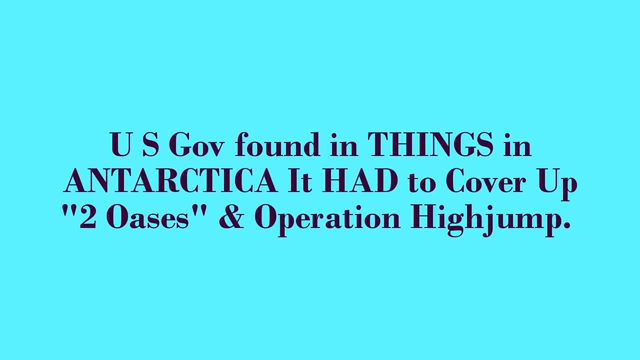 U S Gov found in THINGS in
ANTARCTICA It HAD to Cover Up
"2 Oases" & Operation Highjump.